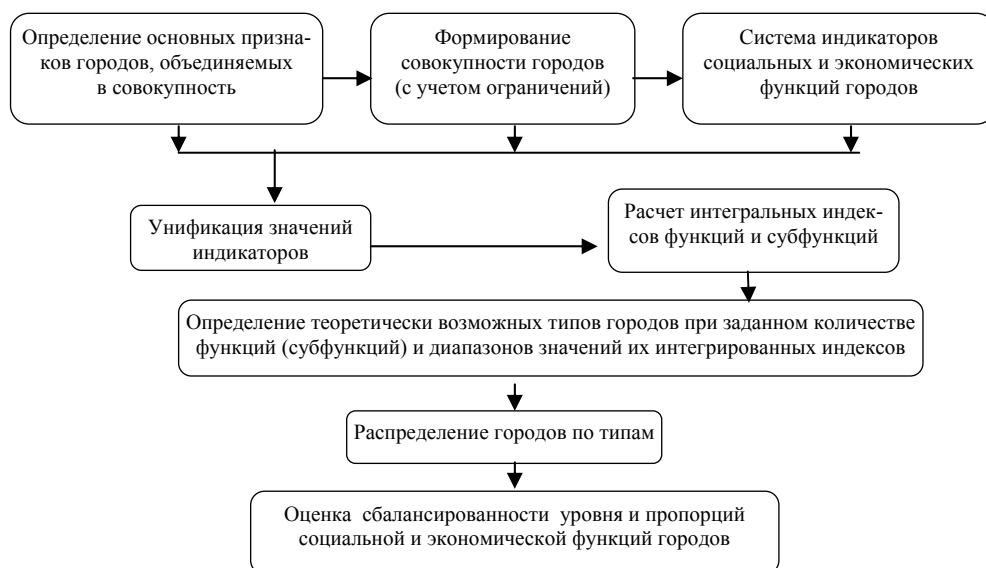 Определение основных призна-
ков городов, объединяемых
в совокупность
Формирование
совокупности городов
(с учетом ограничений)
Система индикаторов
социальных и экономических
функций городов
Унификация значений
индикаторов
Расчет интегральных индек-
сов функций и субфункций
Определение теоретически возможных типов городов при заданном количестве
функций (субфункций) и диапазонов значений их интегрированных индексов
Распределение городов по типам
Оценка сбалансированности уровня и пропорций
социальной и экономической функций городов